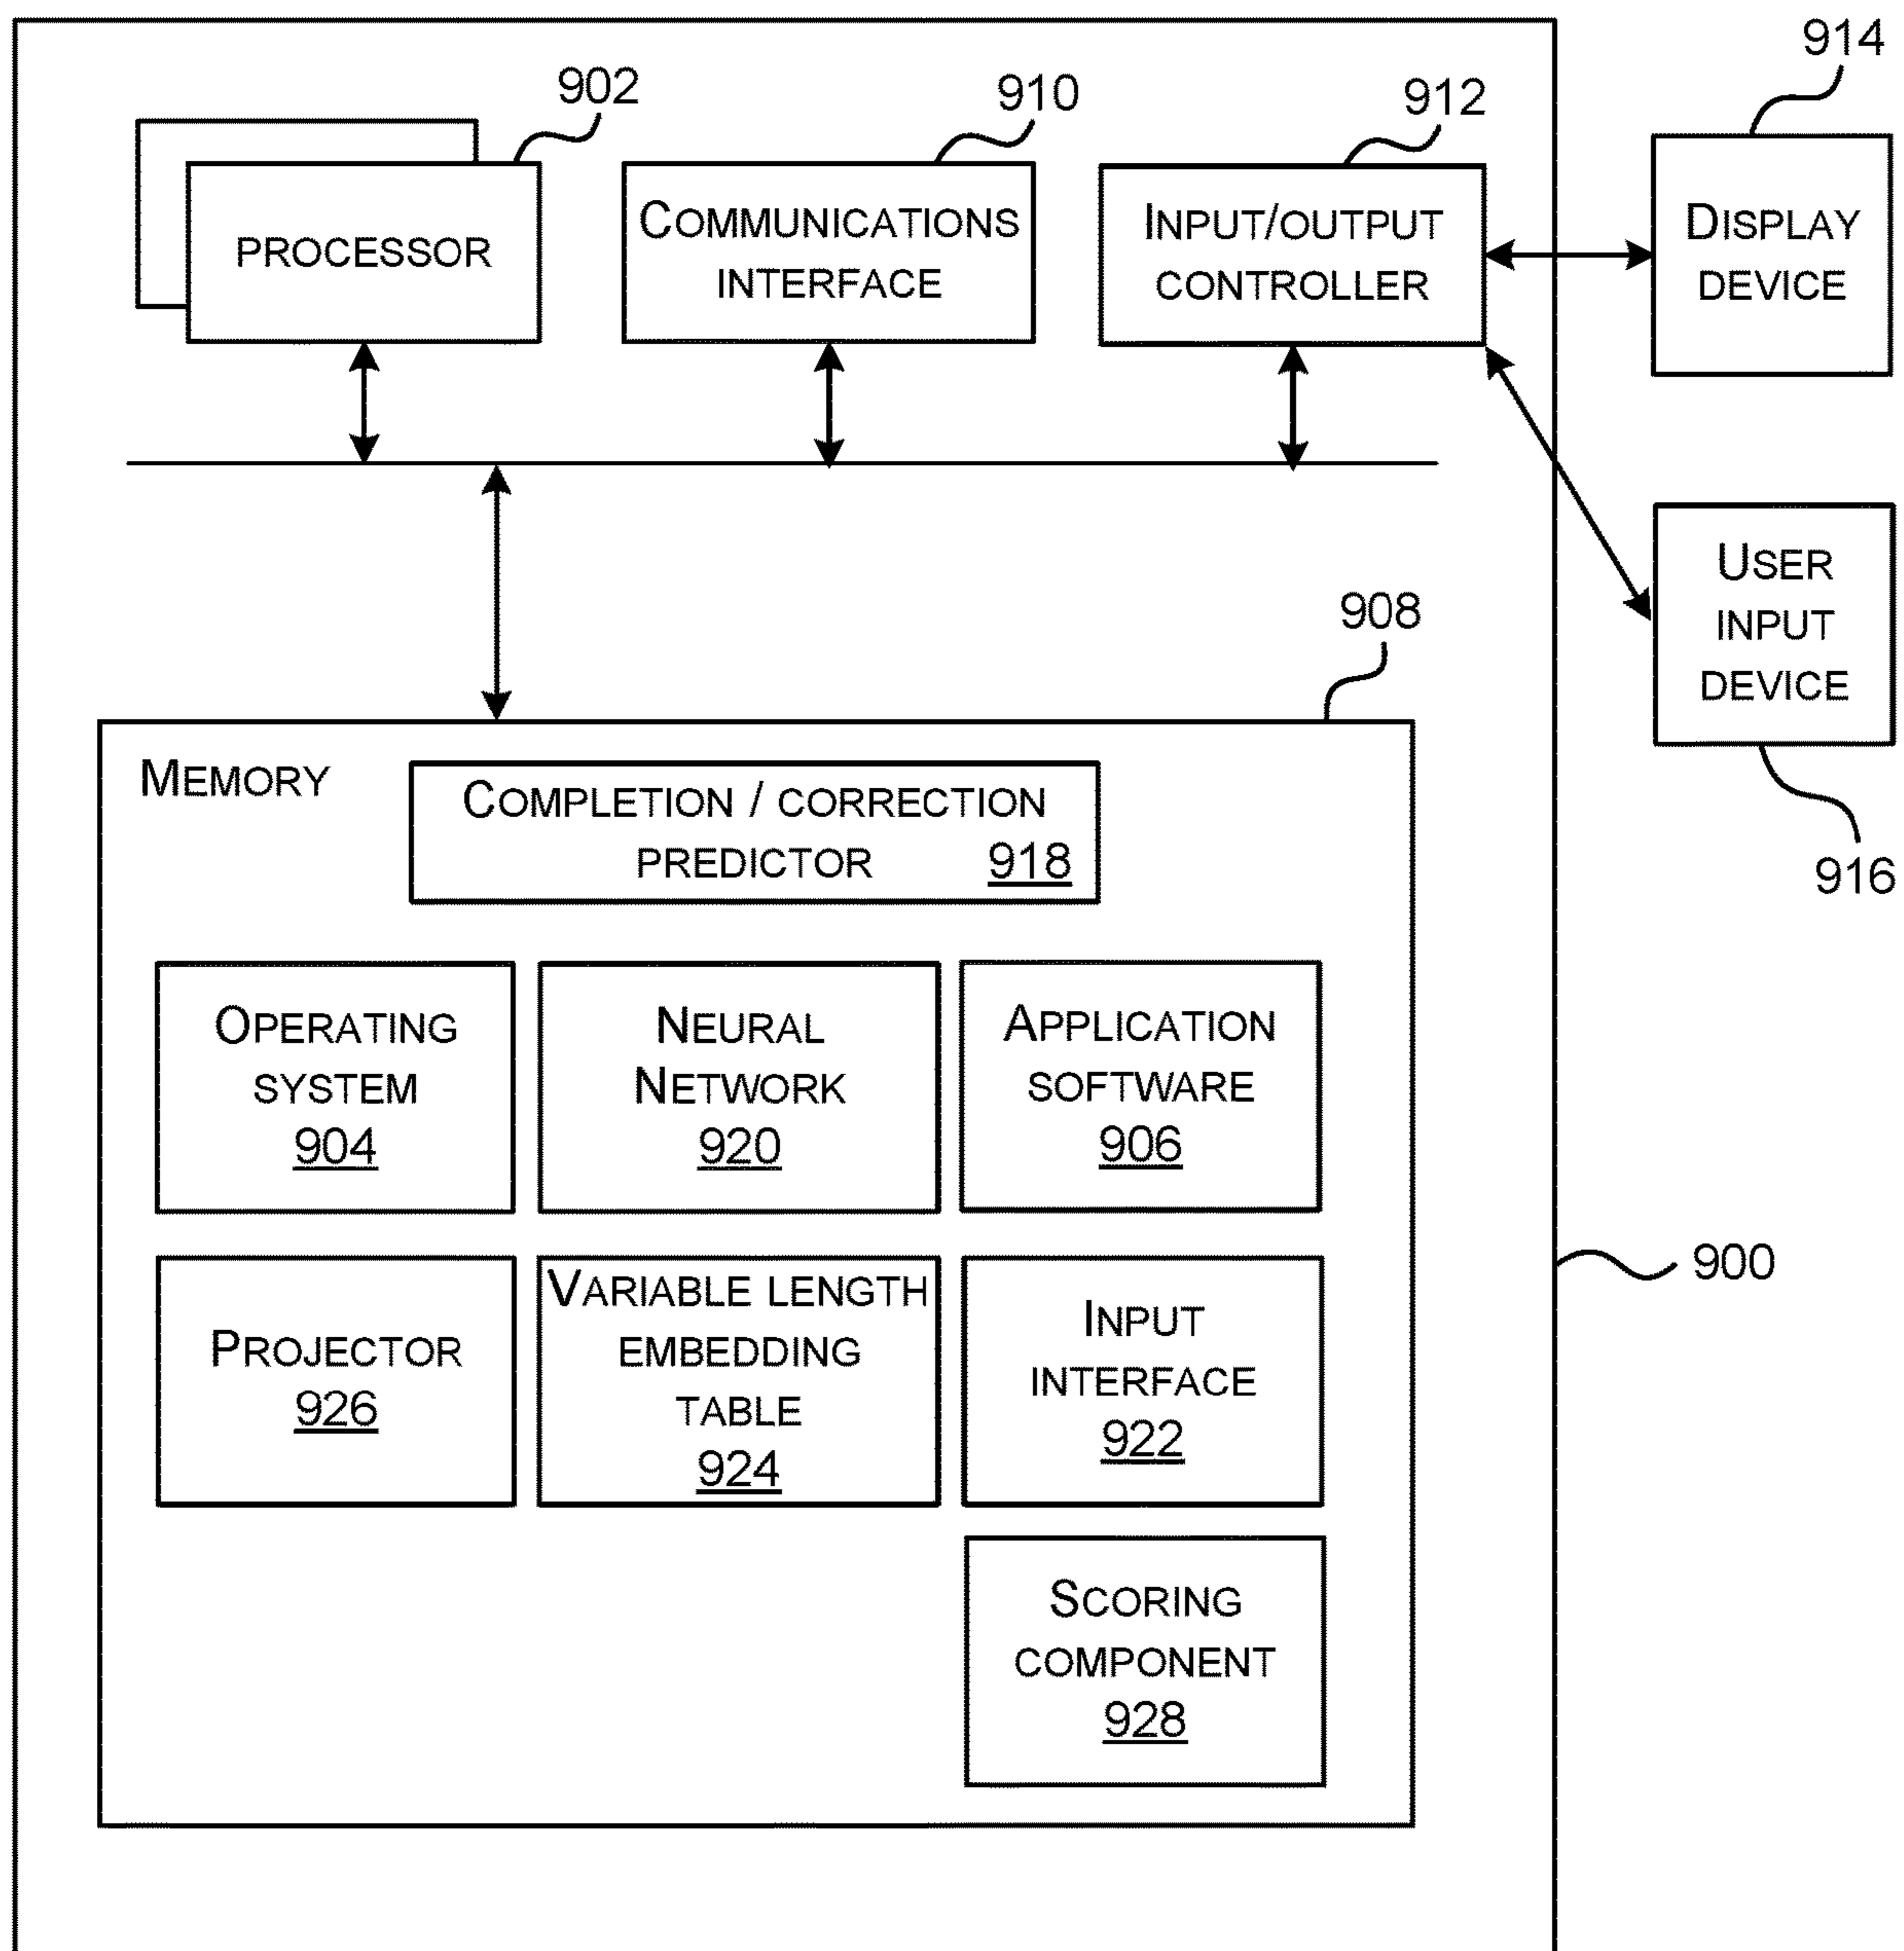 914
902
910
912
PROCESSOR
COMMUNICATIONS
INTERFACE
INPUT/OUTPUT
CONTROLLER
DISPLAY
DEVICE
USER
INPUT
DEVICE
916
908
MEMORY
COMPLETION / CORRECTION
PREDICTOR 918
OPERATING
SYSTEM
904
NEURAL
NETWORK
920
APPLICATION
SOFTWARE
906
PROJECTOR
926
VARIABLE LENGTH
EMBEDDING
TABLE
924
INPUT
INTERFACE
922
SCORING
COMPONENT
928
900